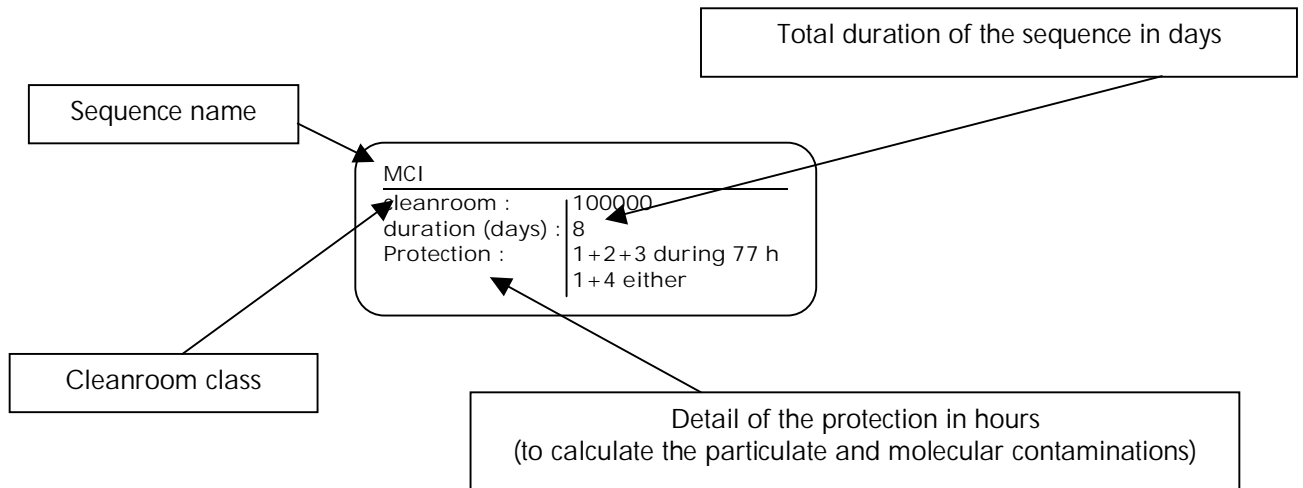 Total duration of the sequence in days
Sequence name
MCI
cleanroom : 100000
duration (days) : 8
Protection : 1+2+3 during 77 h
1+4 either
Cleanroom class
Detail of the protection in hours
(to calculate the particulate and molecular contaminations)